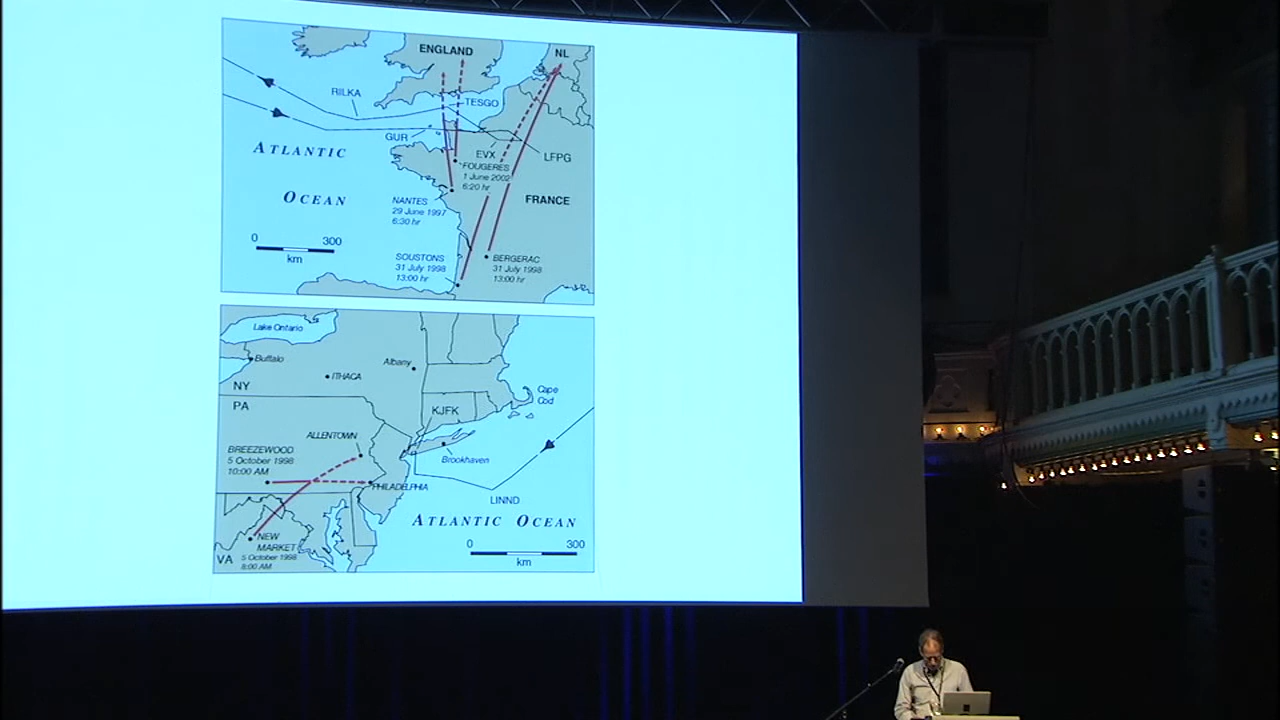 ENGLAND
NL
RILKA
TESGO
GUR
ATLANTIC
OCEAN
EVX
LFPG
FOUGERES
1 June 2002
6:20 hr
NANTES
29 June 1997
6:30 hr
FRANCE
0 300
km
SOUSTONS
31 July 1998
13:00 hr
BERGERAC
31 July 1998
13:00 hr
Lake Ontario
Buffalo
Albany
ITHACA
NY
PA
Cape
Cod
KJFK
ALLENTOWN
BREEZEWOOD
5 October 1998
10:00 AM
Brookhaven
PHILADELPHIA
LINND
ATLANTIC OCEAN
NEW
MARKET
VA
5 October 1998
8:00 AM
0 300
km